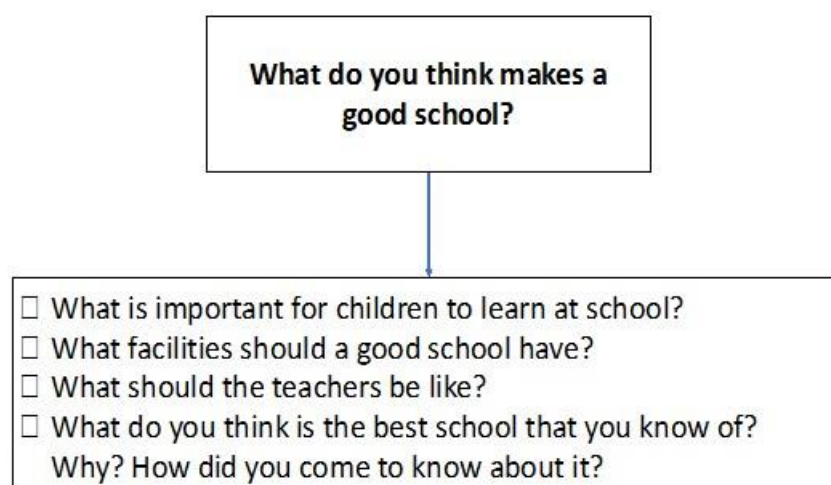 What do you think makes a
good school?
□ What is important for children to learn at school?
□ What facilities should a good school have?
□ What should the teachers be like?
□ What do you think is the best school that you know of?
Why? How did you come to know about it?